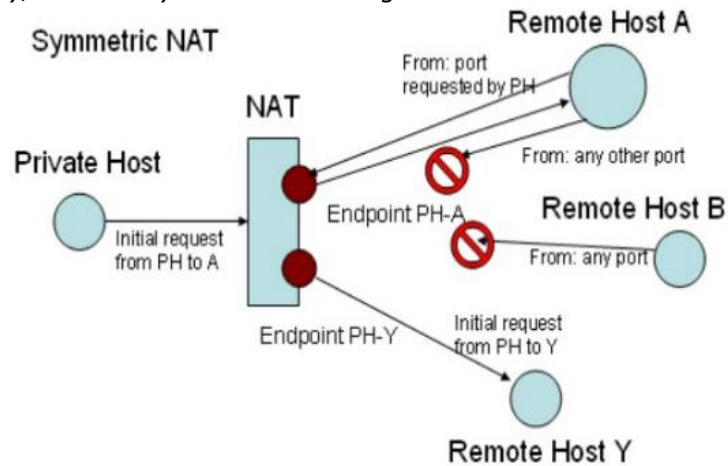 Remote Host A
Symmetric NAT
From: port
requested by PH
NAT
Private Host
From: any other port
Endpoint PH-A
Remote Host B
Initial request
from PH to A
From: any port
Endpoint PH-Y
Initial request
from PH to Y
Remote Host Y